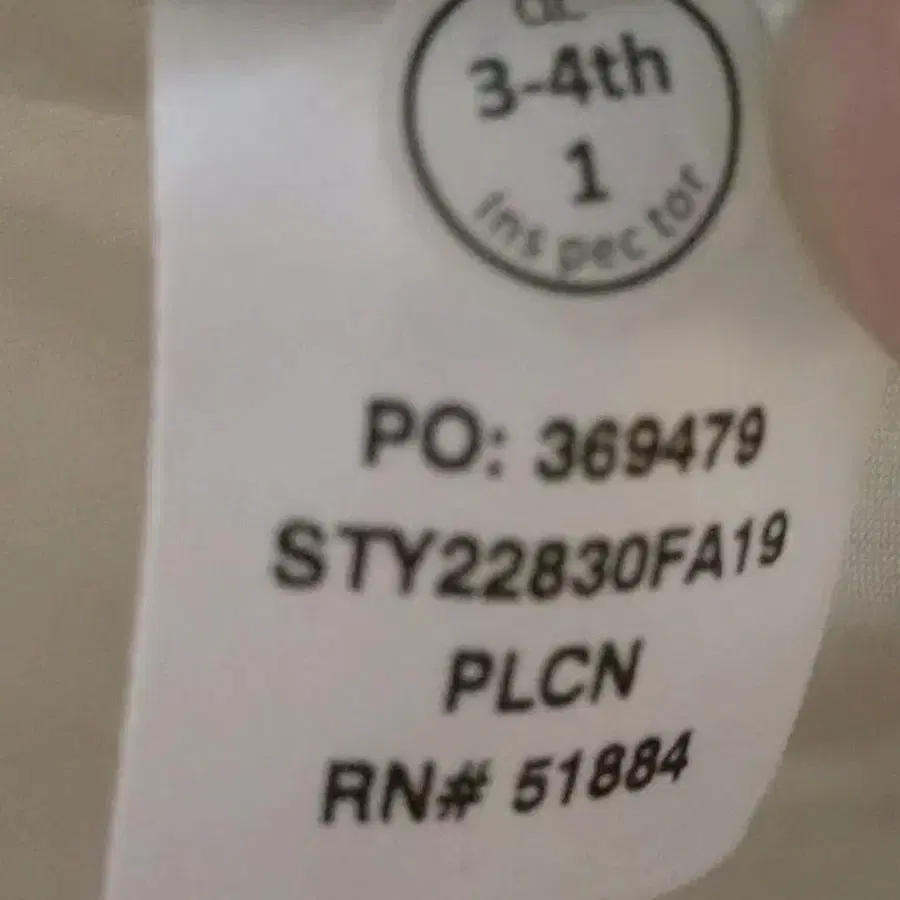 3-4th
1
Inspector
PO: 369479
STY22830FA19
PLCN
RN# 51884